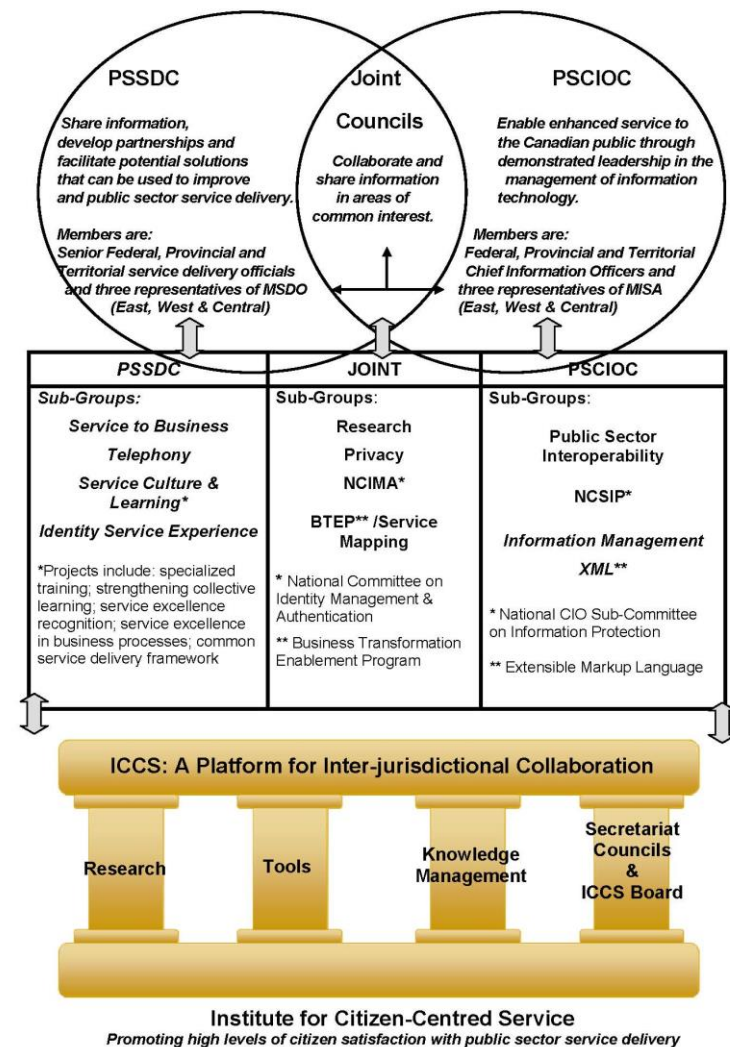 PSSDC
Share information,
develop partnerships and
facilitate potential solutions
that can be used to improve
and public sector service delivery.
Members are:
Senior Federal, Provincial and
Territorial service delivery officials
and three representatives of MSDO
(East, West & Central)
Joint
Councils
Collaborate and
share information
in areas of
common interest.
PSCIOC
Enable enhanced service to
the Canadian public through
demonstrated leadership in the
management of information
technology.
Members are:
Federal, Provincial and Territorial
Chief Information Officers and
three representatives of MISA
(East, West & Central)
PSSDC
Sub-Groups:
Service to Business
Telephony
Service Culture &
Learning*
Identity Service Experience
*Projects include: specialized
training; strengthening collective
learning; service excellence
recognition; service excellence
in business processes; common
service delivery framework
JOINT
Sub-Groups:
Research
Privacy
NCIMA*
BTEP** /Service
Mapping
* National Committee on
Identity Management &
Authentication
** Business Transformation
Enablement Program
PSCIOC
Sub-Groups:
Public Sector
Interoperability
NCSIP*
Information Management
XML**
* National CIO Sub-Committee
on Information Protection
** Extensible Markup Language
ICCS: A Platform for Inter-jurisdictional Collaboration
Research
Tools
Knowledge
Management
Secretariat
Councils
&
ICCS Board
Institute for Citizen-Centred Service
Promoting high levels of citizen satisfaction with public sector service delivery